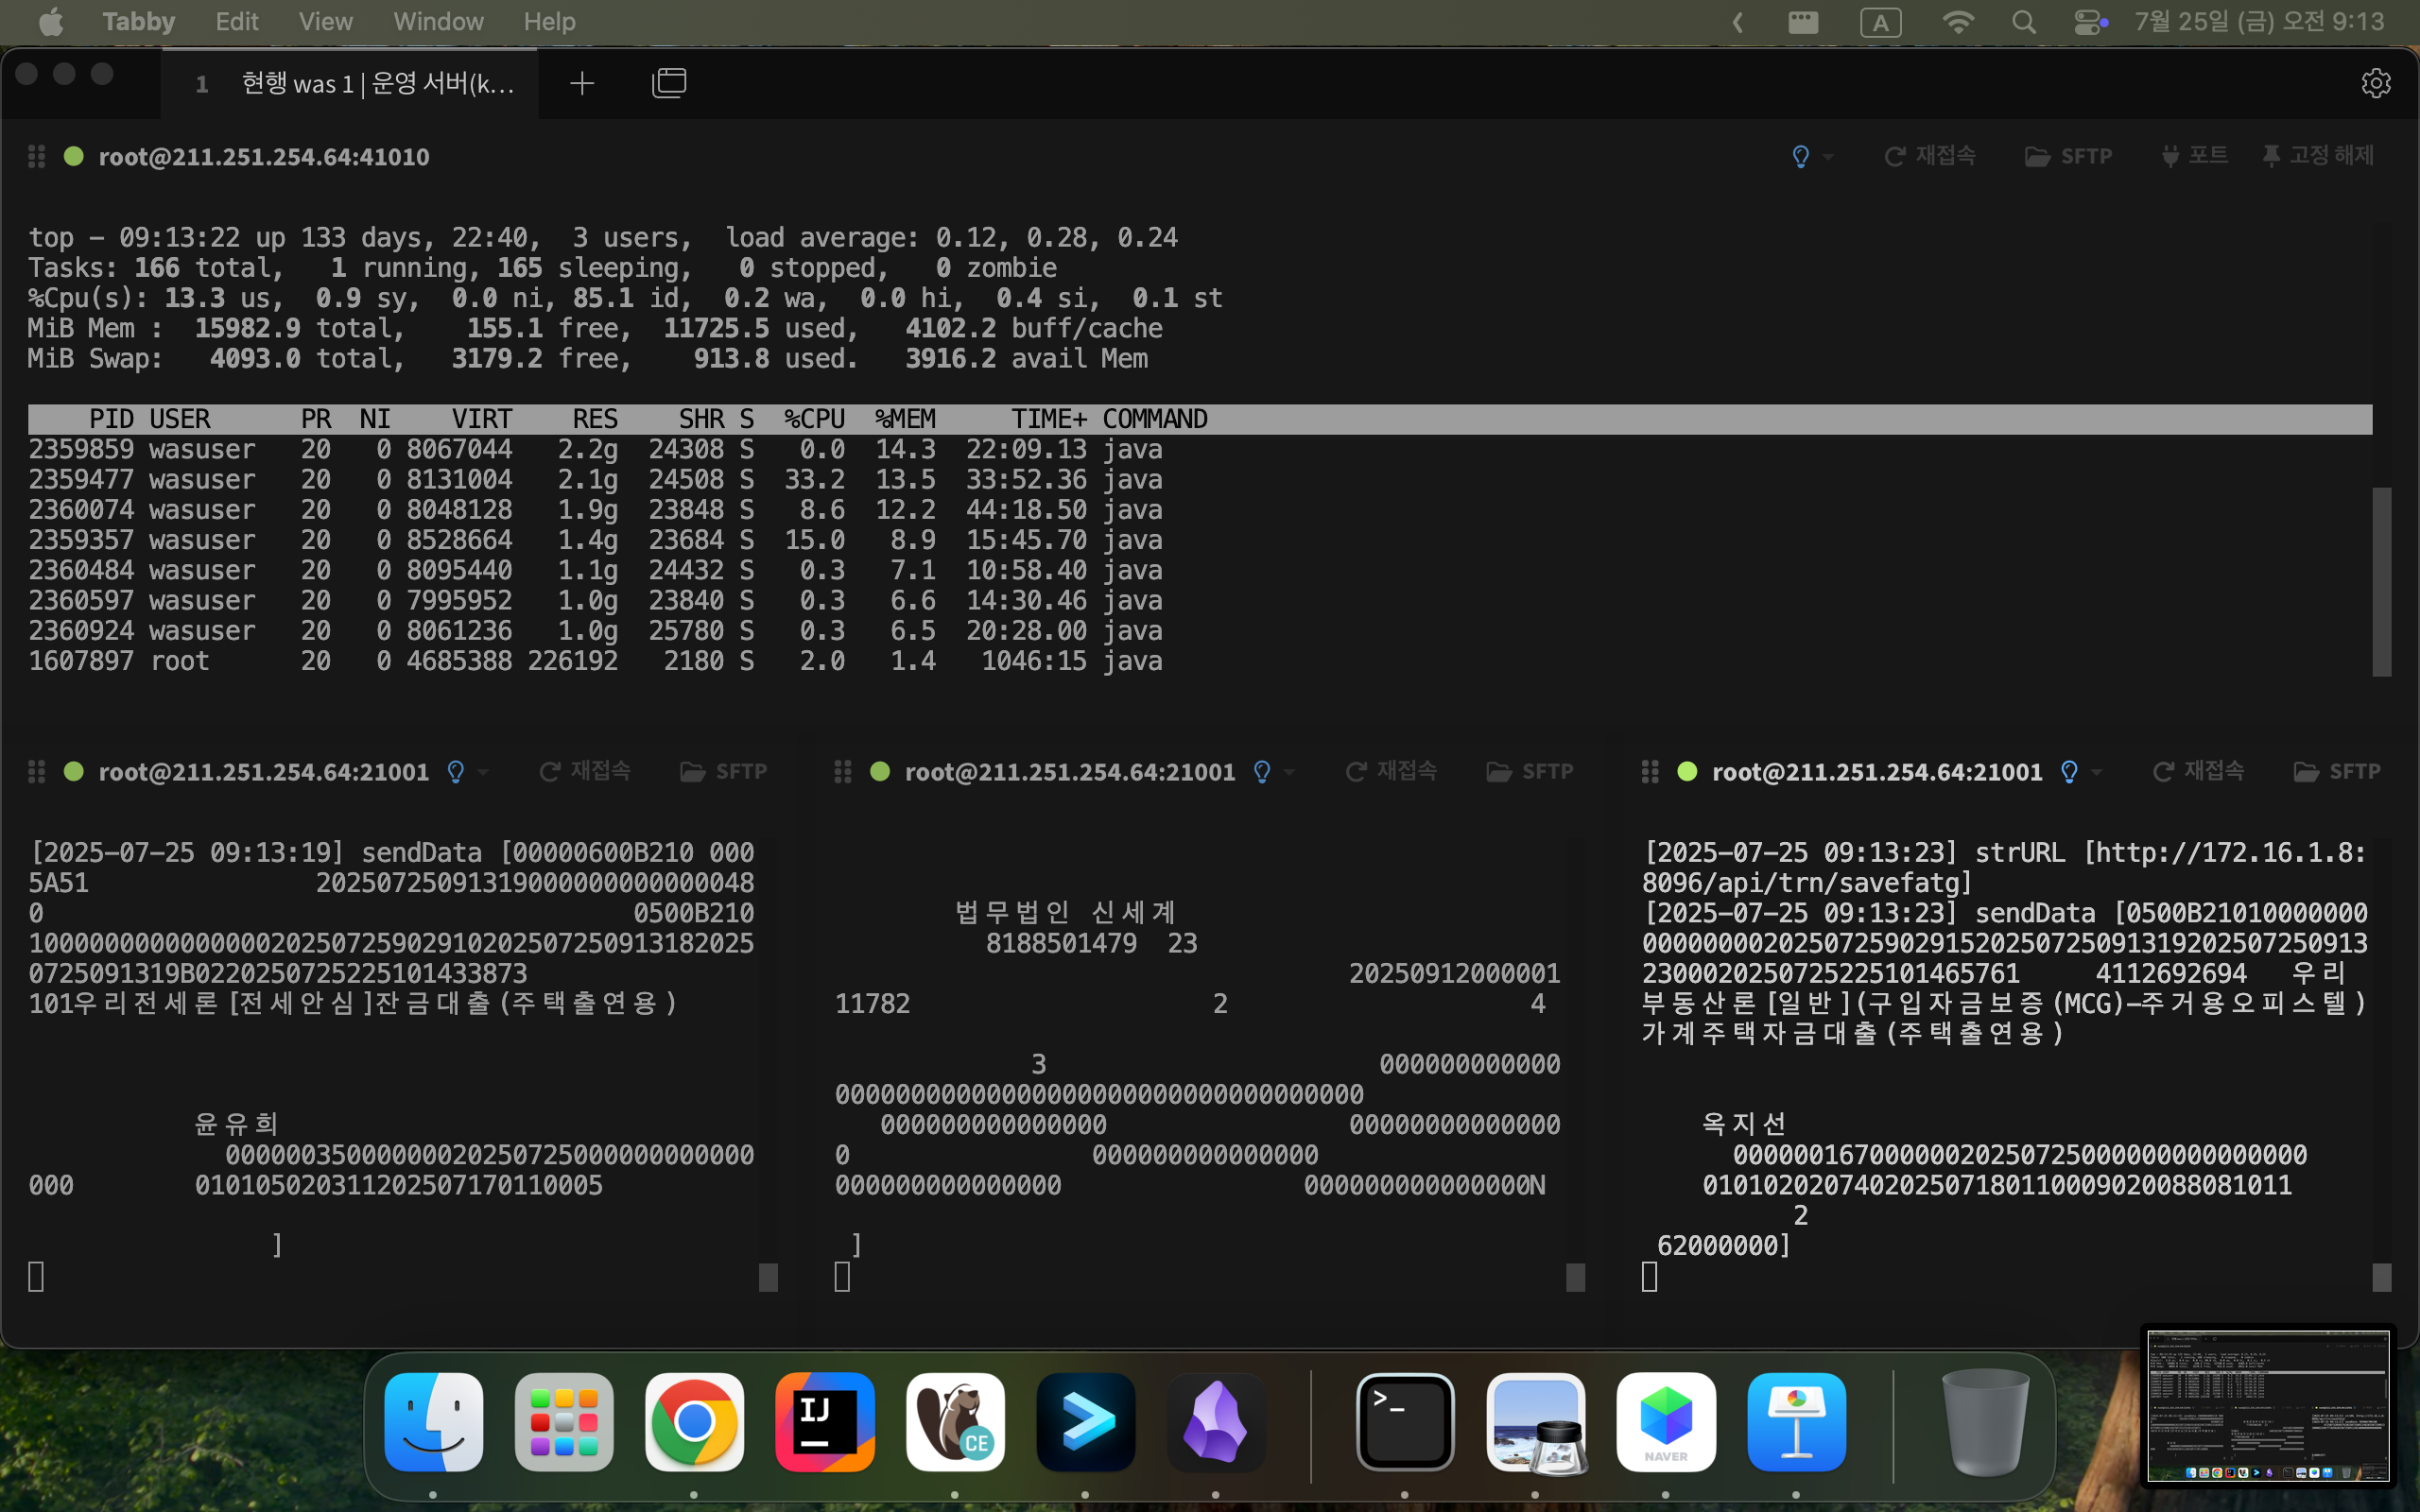 Tabby Edit View Window Help A 7월 25일 (금) 오전 9:13
1 현행 was 1 | 운영 서버(k...
root@211.251.254.64:41010 재접속 SFTP 포트 고정 해제
top - 09:13:22 up 133 days, 22:40, 3 users, load average: 0.12, 0.28, 0.24
Tasks: 166 total, 1 running, 165 sleeping, 0 stopped, 0 zombie
%Cpu(s): 13.3 us, 0.9 sy, 0.0 ni, 85.1 id, 0.2 wa, 0.0 hi, 0.4 si, 0.1 st
MiB Mem : 15982.9 total, 155.1 free, 11725.5 used, 4102.2 buff/cache
MiB Swap: 4093.0 total, 3179.2 free, 913.8 used. 3916.2 avail Mem
PID USER PR NI VIRT RES SHR S %CPU %MEM TIME+ COMMAND
2359859 wasuser 20 0 8067044 2.2g 24308 S 0.0 14.3 22:09.13 java
2359477 wasuser 20 0 8131004 2.1g 24508 S 33.2 13.5 33:52.36 java
2360074 wasuser 20 0 8048128 1.9g 23848 S 8.6 12.2 44:18.50 java
2359357 wasuser 20 0 8528664 1.4g 23684 S 15.0 8.9 15:45.70 java
2360484 wasuser 20 0 8095440 1.1g 24432 S 0.3 7.1 10:58.40 java
2360597 wasuser 20 0 7995952 1.0g 23840 S 0.3 6.6 14:30.46 java
2360924 wasuser 20 0 8061236 1.0g 25780 S 0.3 6.5 20:28.00 java
1607897 root 20 0 4685388 226192 2180 S 2.0 1.4 1046:15 java
root@211.251.254.64:21001 재접속 SFTP
[2025-07-25 09:13:19] sendData [00000600B210 000
5A51 20250725091319000000000000048
0 0500B210
100000000000000002025072590291020250725091318​2025
0725091319B0220250725225101433873
101우리전세론[전세안심]잔금대출(주택출연용)
윤유희
00000035000000020250725000000000000
000 010105020311202507170110005
]
root@211.251.254.64:21001 재접속 SFTP
법무법인 신세계
8188501479 23
20250912000001
11782 2 4
3 000000000000
00000000000000000000000000000000000
000000000000000 00000000000000
0 000000000000000
000000000000000 000000000000000N
]
root@211.251.254.64:21001 재접속 SFTP
[2025-07-25 09:13:23] strURL [http://172.16.1.8:
8096/api/trn/savefatg]
[2025-07-25 09:13:23] sendData [0500B21010000000
000000000202507259029152025072509131920250725​0913
2300020250725225101465761 4112692694 우리
부동산론[일반](구입자금보증(MCG)-주거용오피스텔)
가계주택자금대출(주택출연용)
옥지선
00000016700000020250725000000000000000
010102020740202507180110009020088081011
2
62000000]
IJ
CE
>_
NAVER